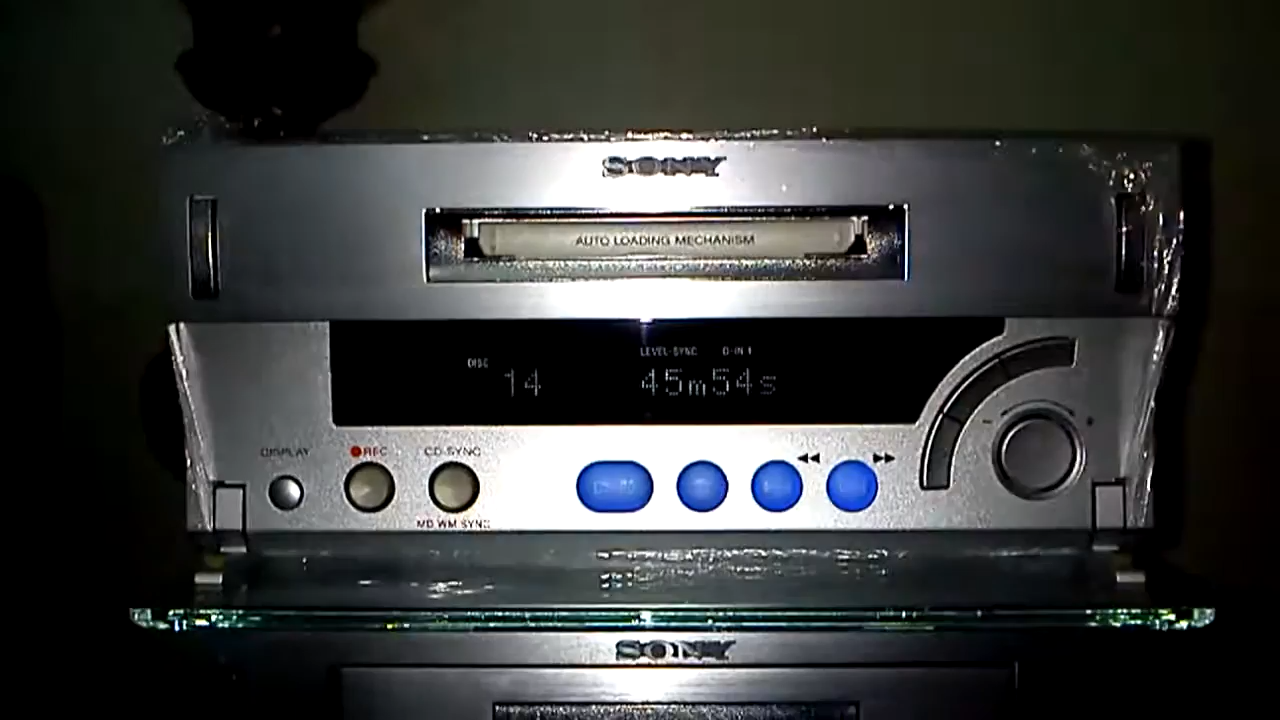 SONY
AUTO LOADING MECHANISM
LEVEL-SYNC D-IN 1
DISC
14 45m54s
DISPLAY REC CD-SYNC
MD WM SYNC
SONY